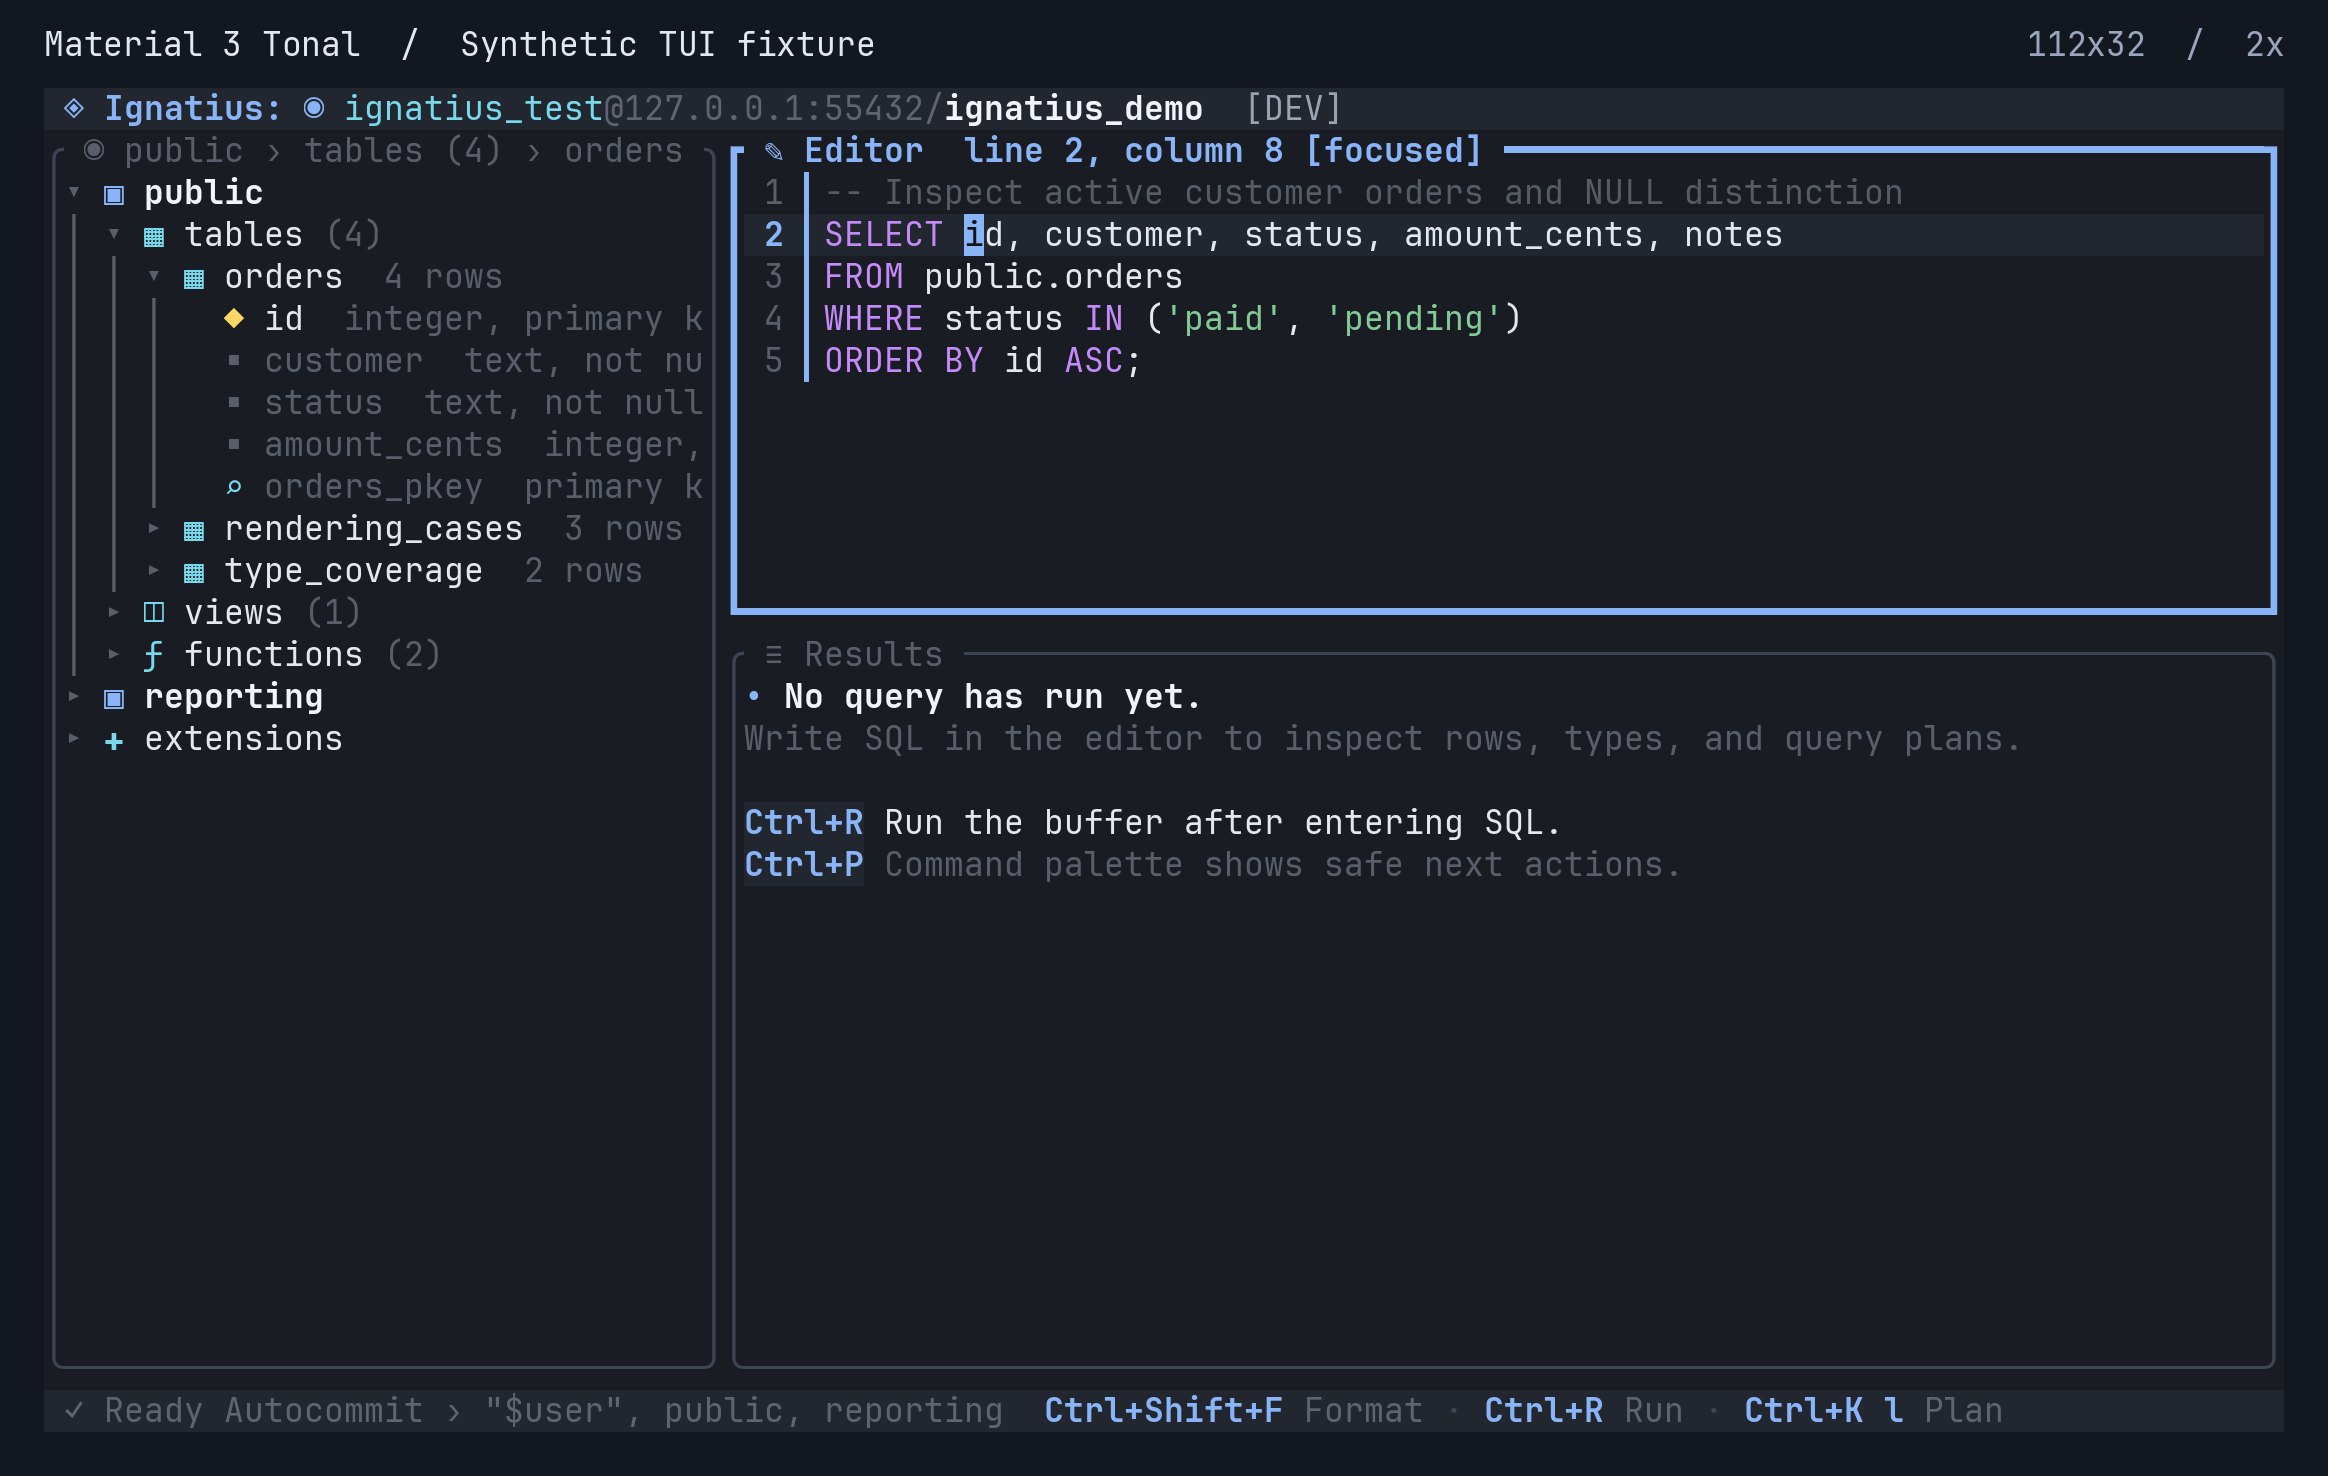 Material 3 Tonal / Synthetic TUI fixture
112x32 / 2x
◈ Ignatius: ◉ ignatius_test@127.0.0.1:55432/ignatius_demo [DEV]
◉ public › tables (4) › orders
▾ ▣ public
▾ ▦ tables (4)
▾ ▦ orders 4 rows
◆ id integer, primary k
▪ customer text, not nu
▪ status text, not null
▪ amount_cents integer,
⌕ orders_pkey primary k
▸ ▦ rendering_cases 3 rows
▸ ▦ type_coverage 2 rows
▸ ◫ views (1)
▸ ƒ functions (2)
▸ ▣ reporting
▸ ✚ extensions
✎ Editor line 2, column 8 [focused]
1 -- Inspect active customer orders and NULL distinction
2 SELECT id, customer, status, amount_cents, notes
3 FROM public.orders
4 WHERE status IN ('paid', 'pending')
5 ORDER BY id ASC;
≡ Results
• No query has run yet.
Write SQL in the editor to inspect rows, types, and query plans.
Ctrl+R Run the buffer after entering SQL.
Ctrl+P Command palette shows safe next actions.
✓ Ready Autocommit › "$user", public, reporting Ctrl+Shift+F Format · Ctrl+R Run · Ctrl+K l Plan